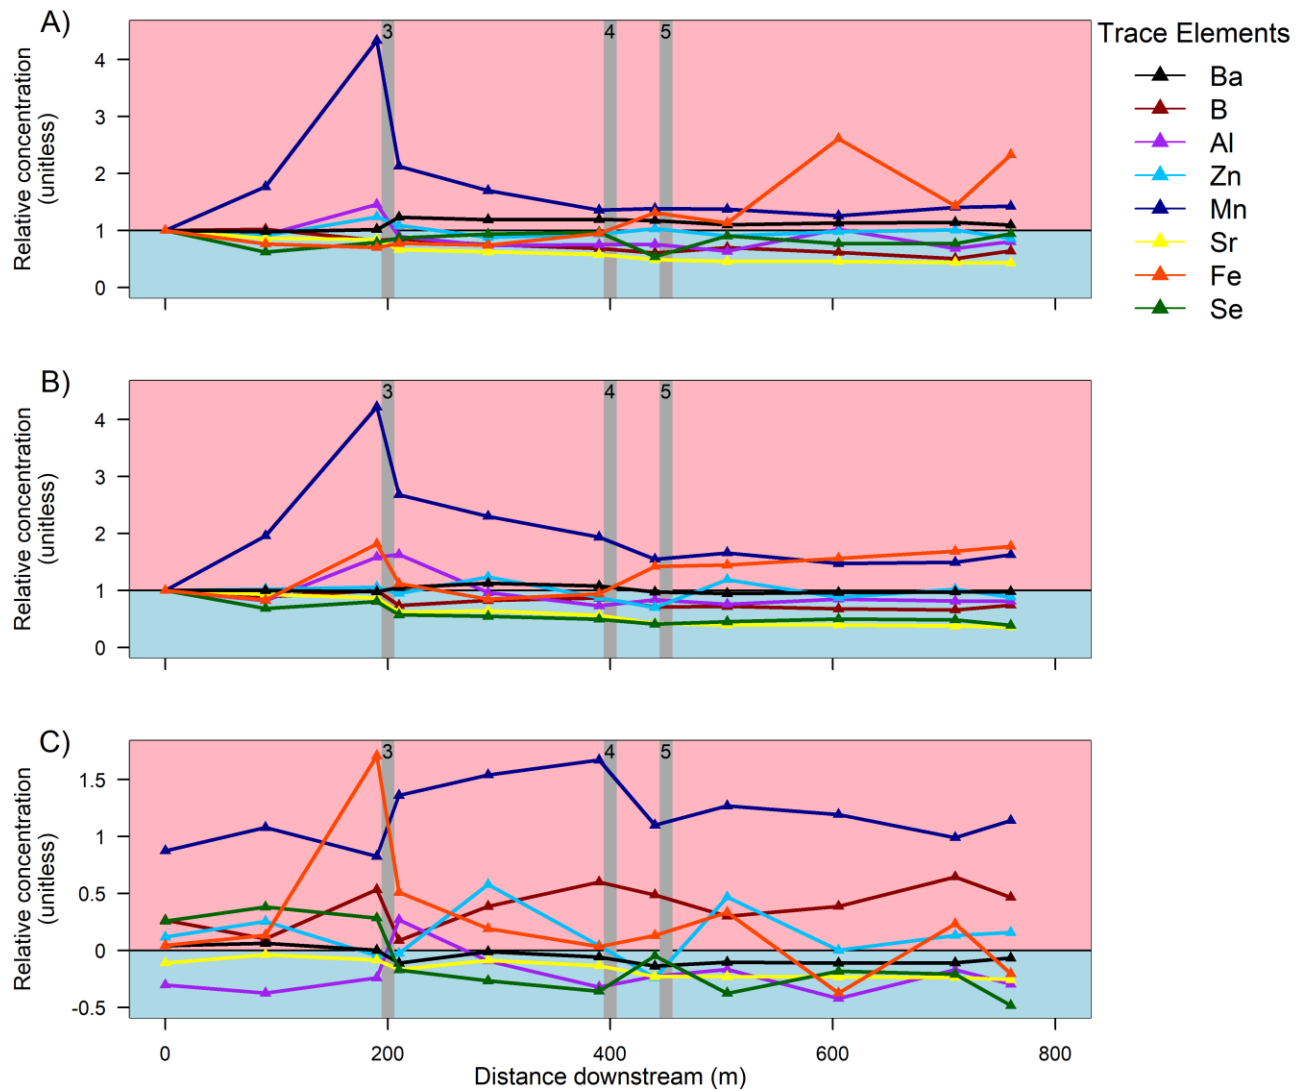 A)
Relative concentration
(unitless)
4
3
2
1
0
3
4
5
Trace Elements
Ba
B
Al
Zn
Mn
Sr
Fe
Se
B)
Relative concentration
(unitless)
4
3
2
1
0
3
4
5
C)
Relative concentration
(unitless)
1.5
1
0.5
0
-0.5
3
4
5
0
200
400
600
800
Distance downstream (m)